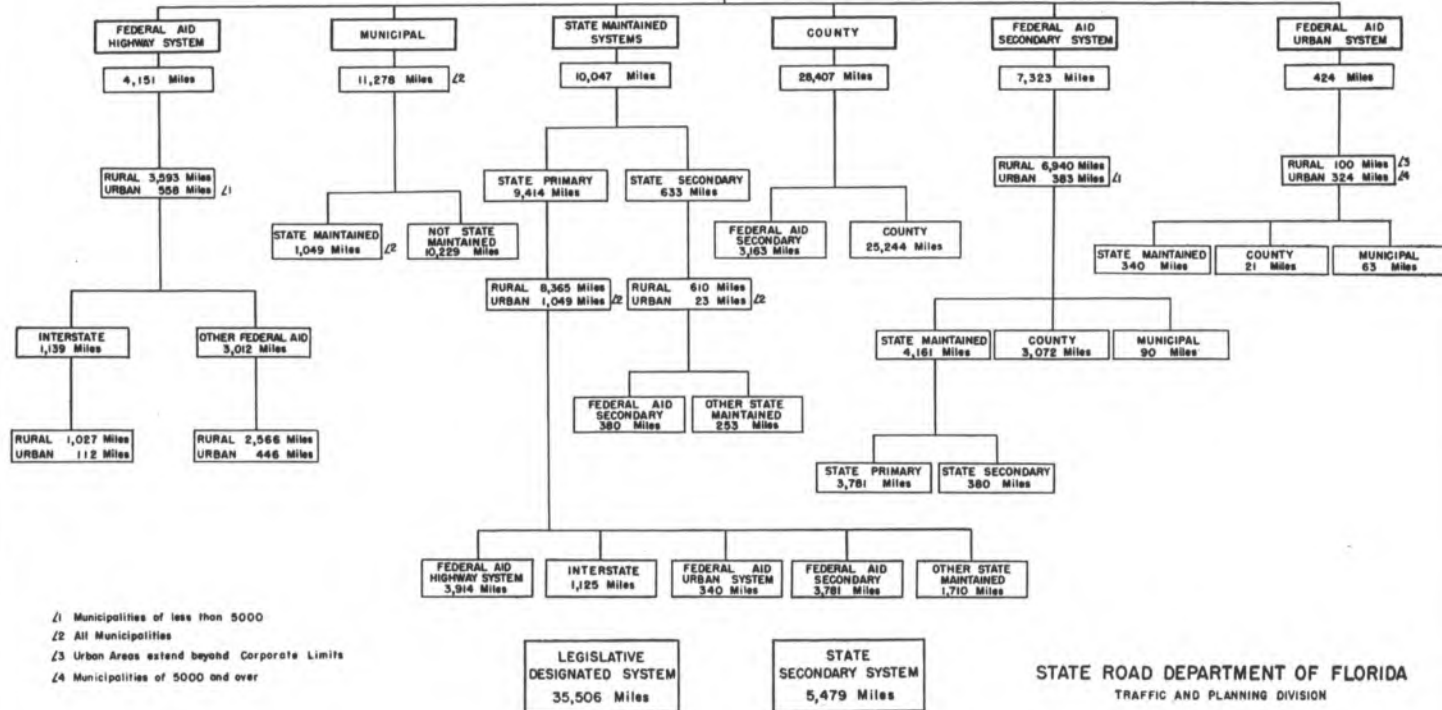 FEDERAL AID
HIGHWAY SYSTEM
4,151 Miles
RURAL 3,593 Miles
URBAN 558 Miles /1
INTERSTATE
1,139 Miles
RURAL 1,027 Miles
URBAN 112 Miles
OTHER FEDERAL AID
3,012 Miles
RURAL 2,566 Miles
URBAN 446 Miles
MUNICIPAL
11,278 Miles /2
STATE MAINTAINED
1,049 Miles /2
NOT STATE
MAINTAINED
10,229 Miles
STATE MAINTAINED
SYSTEMS
10,047 Miles
STATE PRIMARY
9,414 Miles
RURAL 8,365 Miles
URBAN 1,049 Miles /2
STATE SECONDARY
633 Miles
RURAL 610 Miles
URBAN 23 Miles /2
FEDERAL AID
SECONDARY
380 Miles
OTHER STATE
MAINTAINED
253 Miles
FEDERAL AID
HIGHWAY SYSTEM
3,914 Miles
INTERSTATE
1,125 Miles
FEDERAL AID
URBAN SYSTEM
340 Miles
FEDERAL AID
SECONDARY
3,781 Miles
OTHER STATE
MAINTAINED
1,710 Miles
COUNTY
28,407 Miles
FEDERAL AID
SECONDARY
3,163 Miles
COUNTY
25,244 Miles
FEDERAL AID
SECONDARY SYSTEM
7,323 Miles
RURAL 6,940 Miles
URBAN 383 Miles /1
STATE MAINTAINED
4,161 Miles
COUNTY
3,072 Miles
MUNICIPAL
90 Miles
STATE PRIMARY
3,781 Miles
STATE SECONDARY
380 Miles
FEDERAL AID
URBAN SYSTEM
424 Miles
RURAL 100 Miles /3
URBAN 324 Miles /4
STATE MAINTAINED
340 Miles
COUNTY
21 Miles
MUNICIPAL
63 Miles
/1 Municipalities of less than 5000
/2 All Municipalities
/3 Urban Areas extend beyond Corporate Limits
/4 Municipalities of 5000 and over
LEGISLATIVE
DESIGNATED SYSTEM
35,506 Miles
STATE
SECONDARY SYSTEM
5,479 Miles
STATE ROAD DEPARTMENT OF FLORIDA
TRAFFIC AND PLANNING DIVISION